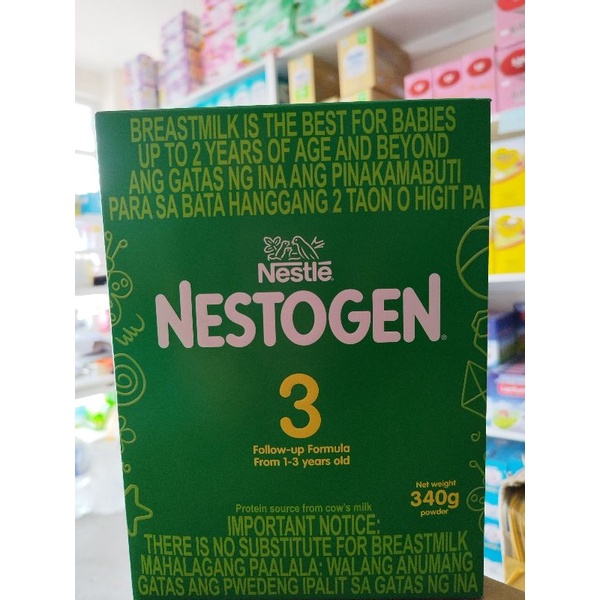 BREASTMILK IS THE BEST FOR BABIES
UP TO 2 YEARS OF AGE AND BEYOND
ANG GATAS NG INA ANG PINAKAMABUTI
PARA SA BATA HANGGANG 2 TAON O HIGIT PA
Nestlé®
NESTOGEN®
3
Follow-up Formula
From 1-3 years old
Net weight
340g
powder
Protein source from cow's milk
IMPORTANT NOTICE:
THERE IS NO SUBSTITUTE FOR BREASTMILK
MAHALAGANG PAALALA: WALANG ANUMANG
GATAS ANG PWEDENG IPALIT SA GATAS NG INA